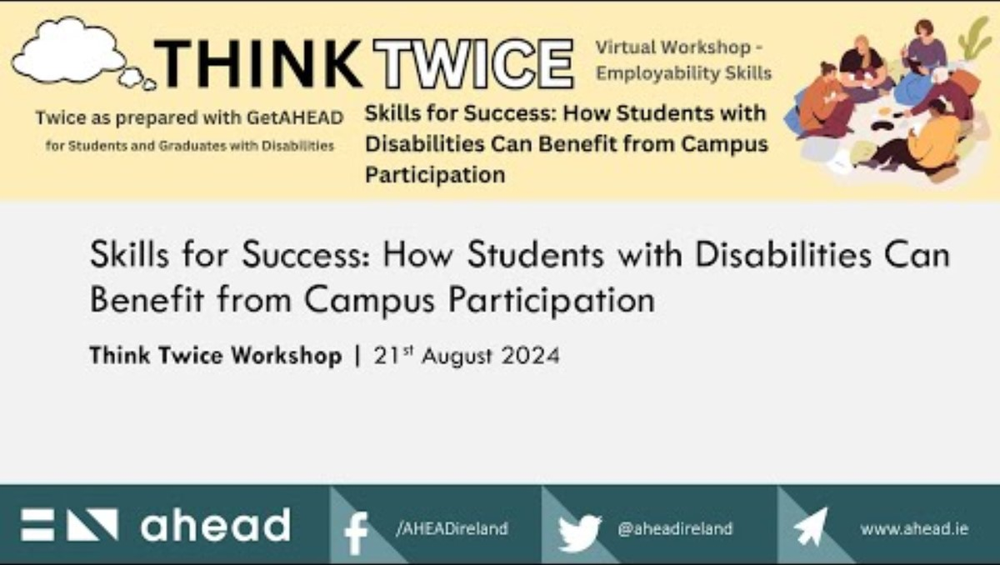 THINK TWICE
Virtual Workshop -
Employability Skills
Twice as prepared with GetAHEAD
for Students and Graduates with Disabilities
Skills for Success: How Students with
Disabilities Can Benefit from Campus
Participation
Skills for Success: How Students with Disabilities Can
Benefit from Campus Participation
Think Twice Workshop | 21st August 2024
ahead
/AHEADireland
@aheadireland
www.ahead.ie